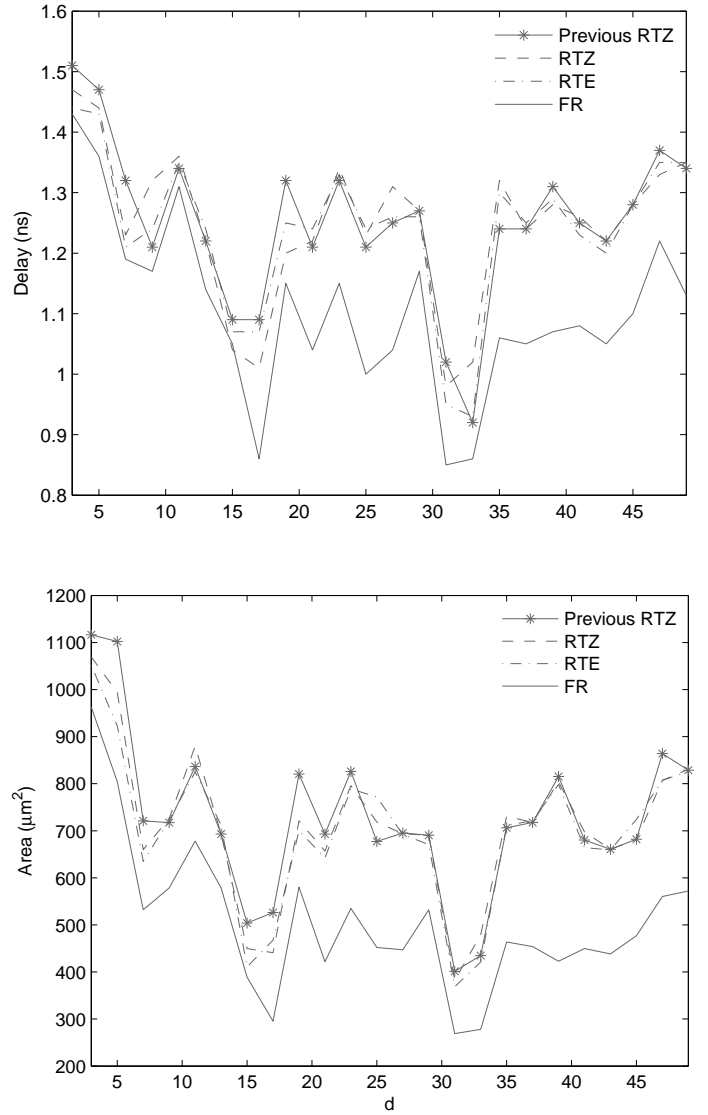 1.6
1.5
1.4
1.3
1.2
1.1
1
0.9
0.8
Delay (ns)
5 10 15 20 25 30 35 40 45
Previous RTZ
RTZ
RTE
FR
1200
1100
1000
900
800
700
600
500
400
300
200
Area (μm²)
5 10 15 20 25 30 35 40 45
d
Previous RTZ
RTZ
RTE
FR